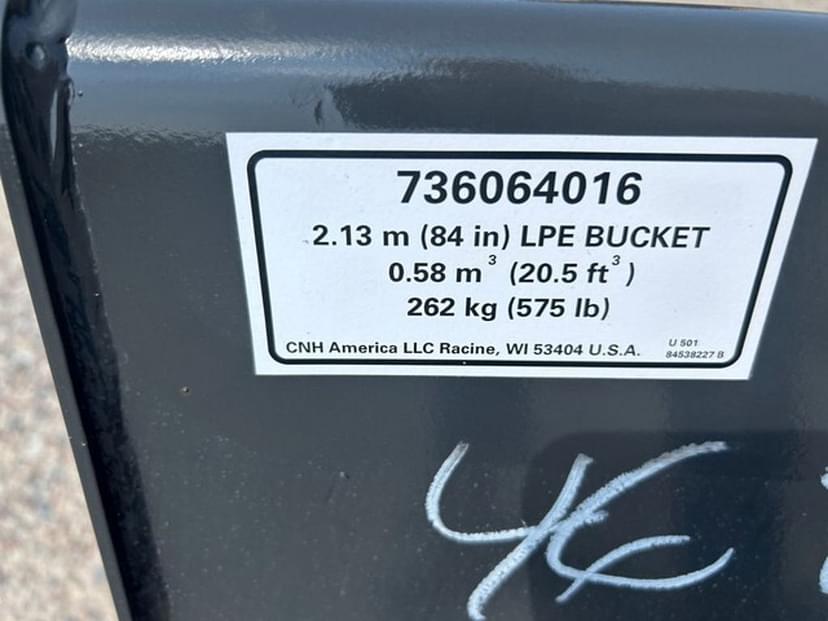 736064016
2.13 m (84 in) LPE BUCKET
0.58 m³ (20.5 ft³)
262 kg (575 lb)
CNH America LLC Racine, WI 53404 U.S.A.
U 501
84538227 B